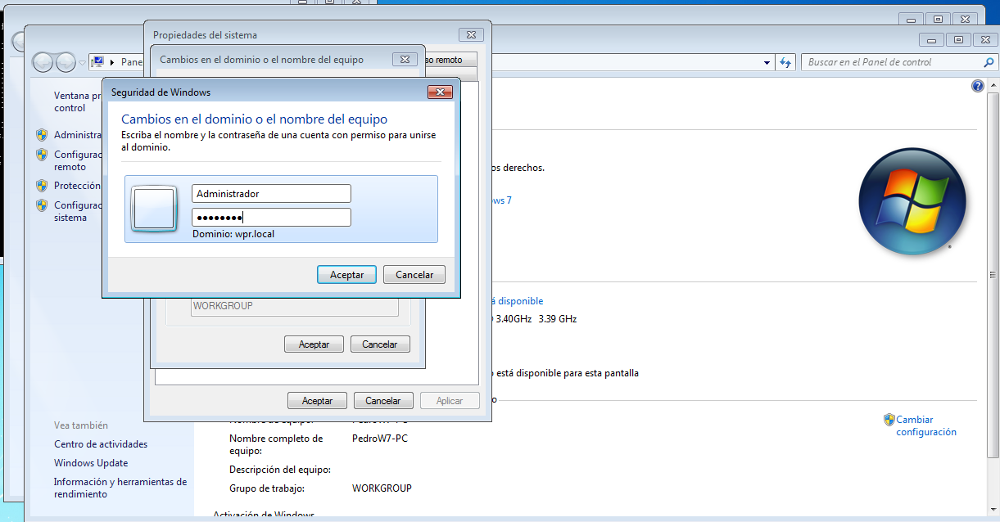 Propiedades del sistema
Cambios en el dominio o el nombre del equipo
so remoto
Pane
Buscar en el Panel de control
Seguridad de Windows
Cambios en el dominio o el nombre del equipo
Escriba el nombre y la contraseña de una cuenta con permiso para unirse
al dominio.
Administrador
●●●●●●●●
Dominio: wpr.local
Aceptar
Cancelar
Ventana pr
control
Administra
Configurac
remoto
Protección
Configurac
sistema
os derechos.
ws 7
WORKGROUP
Aceptar
Cancelar
á disponible
3.40GHz 3.39 GHz
está disponible para esta pantalla
o
Aceptar
Cancelar
Aplicar
Cambiar
configuración
Vea también
Centro de actividades
Windows Update
Información y herramientas de
rendimiento
Nombre de equipo:
PedroW7-PC
Nombre completo de
equipo:
PedroW7-PC
Descripción del equipo:
Grupo de trabajo:
WORKGROUP
Activación de Windows